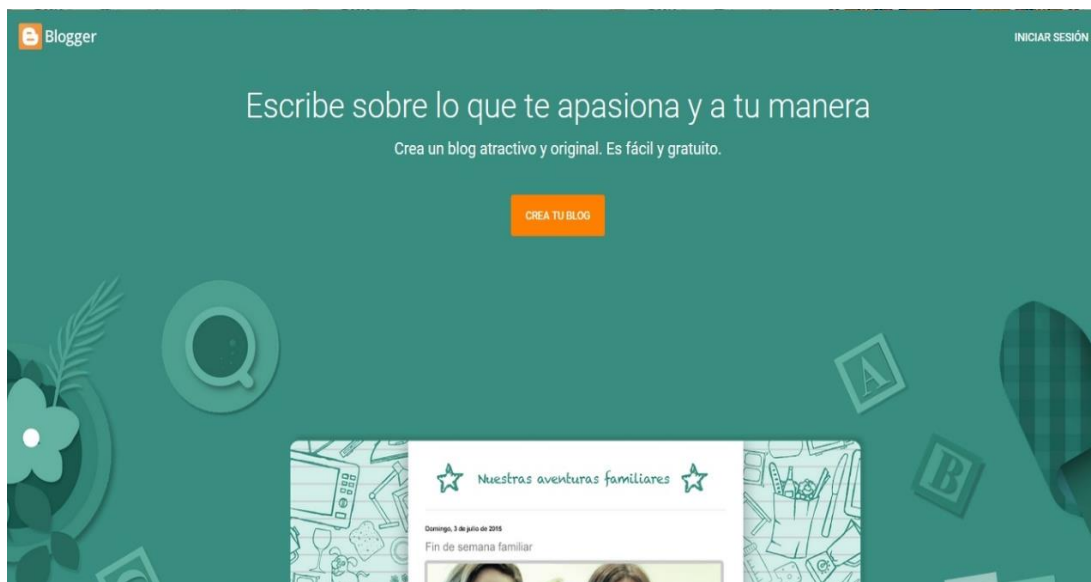 Blogger
INICIAR SESIÓN
Escribe sobre lo que te apasiona y a tu manera
Crea un blog atractivo y original. Es fácil y gratuito.
CREA TU BLOG
A
B
Nuestras aventuras familiares
Domingo, 3 de julio de 2015
Fin de semana familiar